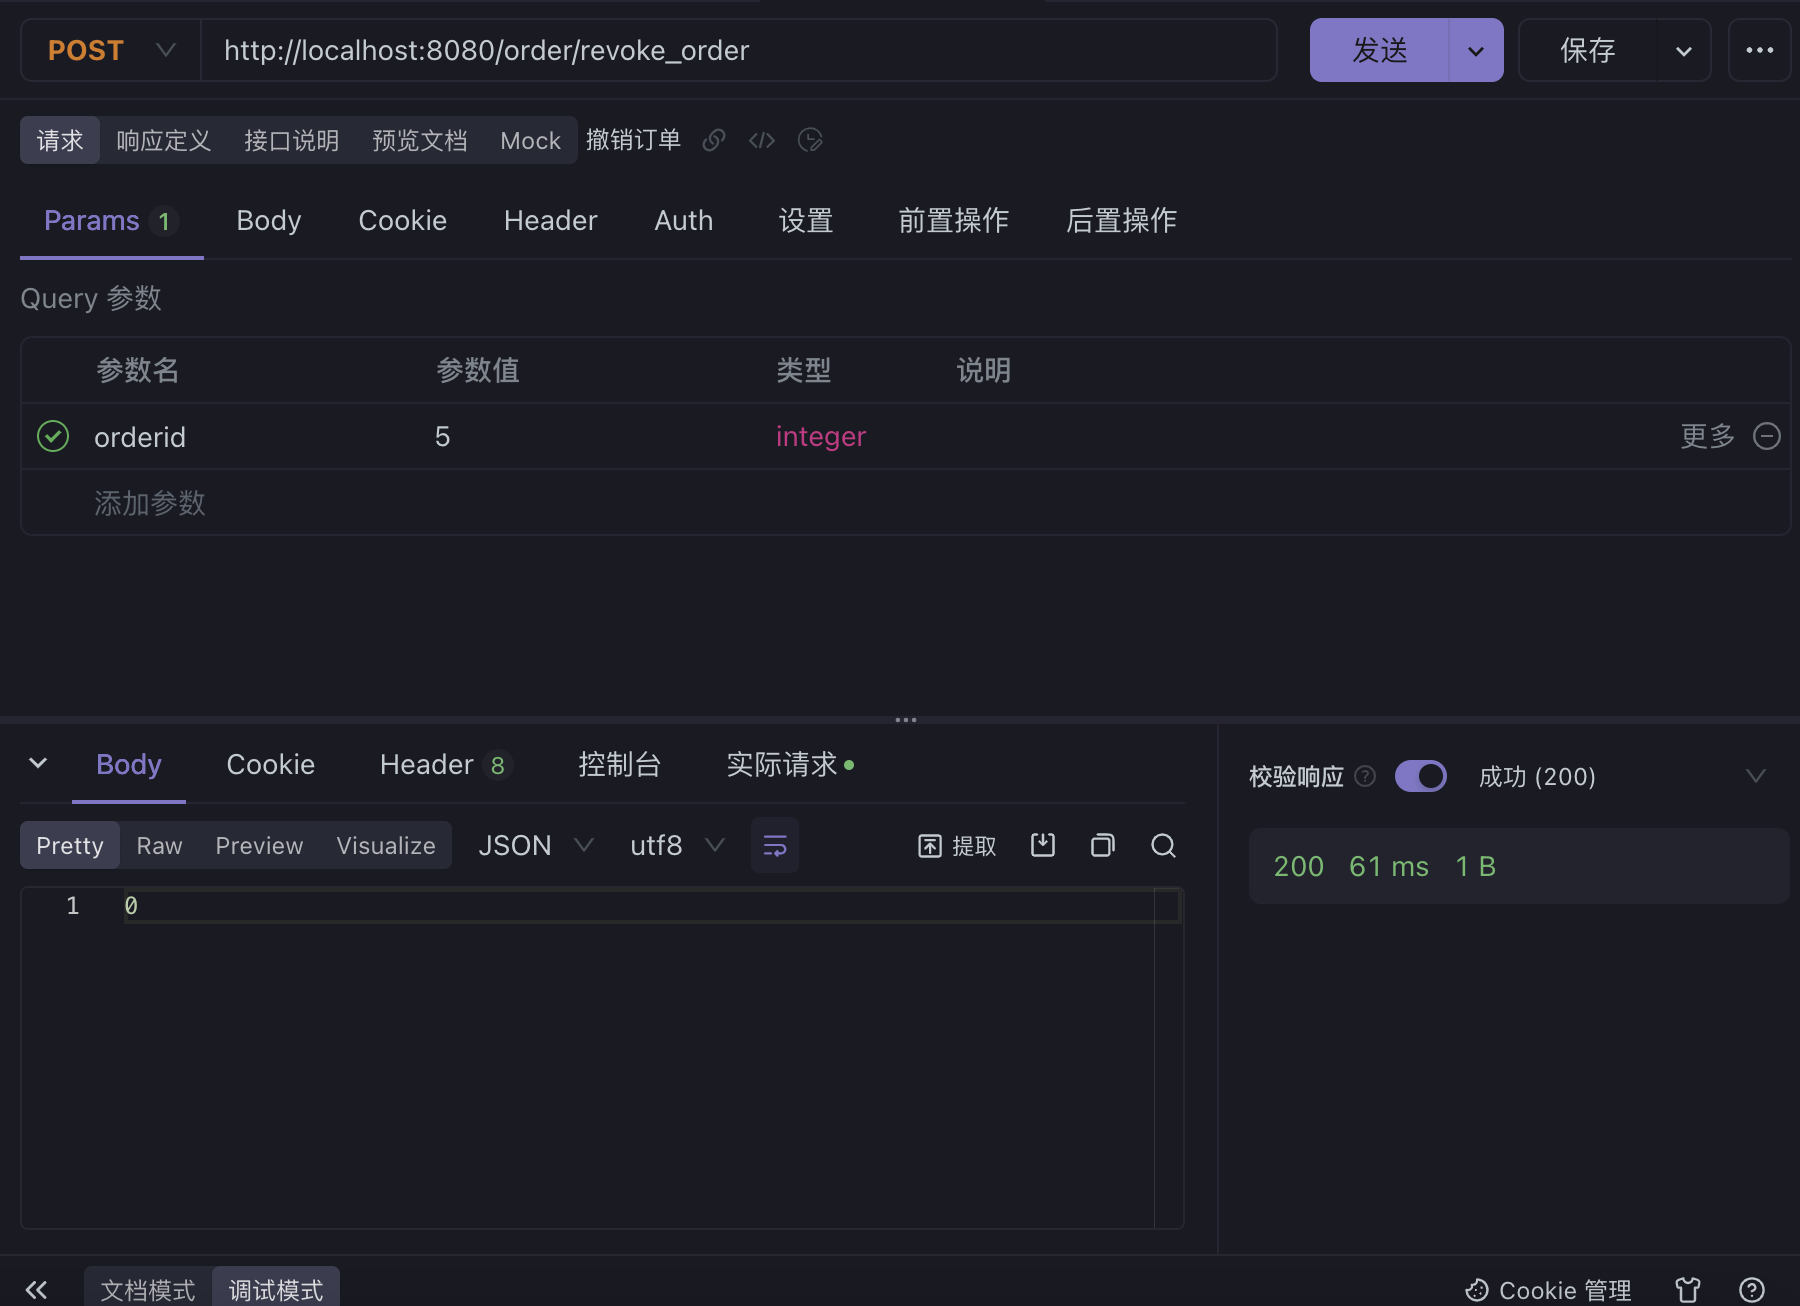 POST http://localhost:8080/order/revoke_order 发送 保存
请求 响应定义 接口说明 预览文档 Mock 撤销订单
Params 1 Body Cookie Header Auth 设置 前置操作 后置操作
Query 参数
参数名 参数值 类型 说明
orderid 5 integer 更多
添加参数
Body Cookie Header 8 控制台 实际请求
校验响应 成功 (200)
Pretty Raw Preview Visualize JSON utf8 提取
200 61 ms 1 B
1 0
文档模式 调试模式 Cookie 管理